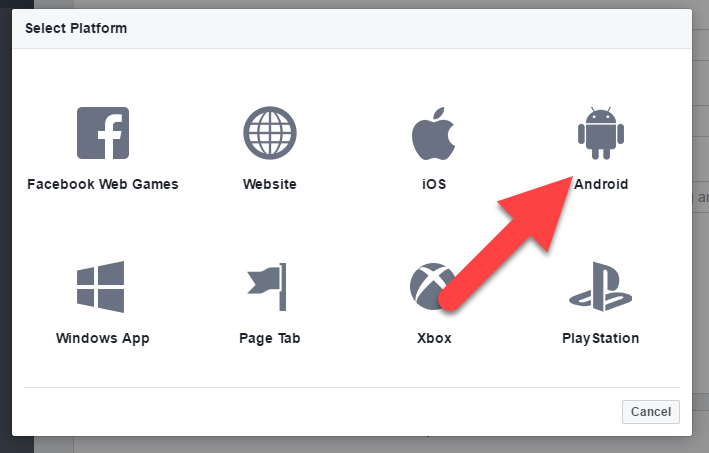 Select Platform
Facebook Web Games
Website
iOS
Android
Windows App
Page Tab
Xbox
PlayStation
Cancel